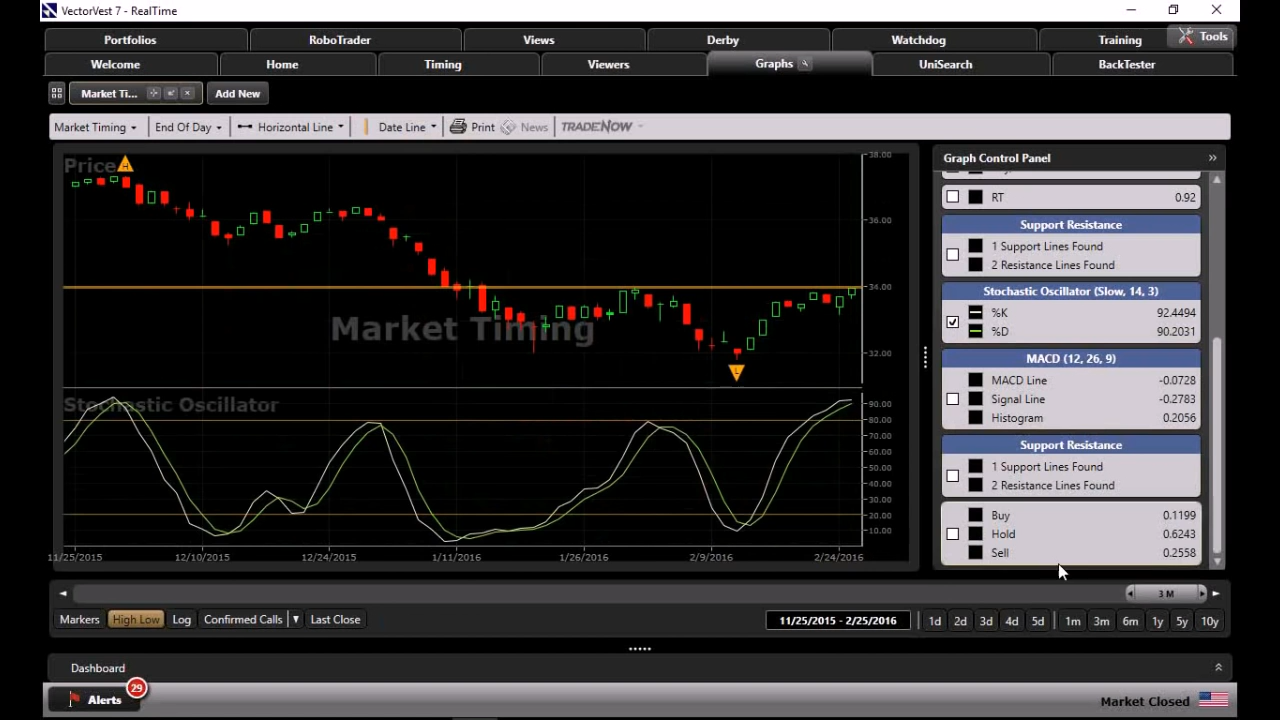 VectorVest 7 - RealTime
Portfolios RoboTrader Views Derby Watchdog Training Tools
Welcome Home Timing Viewers Graphs UniSearch BackTester
Market Ti... Add New
Market Timing End Of Day Horizontal Line Date Line Print News TRADENOW
Price
H
38.00
36.00
34.00
32.00
Market Timing
L
Stochastic Oscillator
90.00
80.00
70.00
60.00
50.00
40.00
30.00
20.00
10.00
11/25/2015 12/10/2015 12/24/2015 1/11/2016 1/26/2016 2/9/2016 2/24/2016
Graph Control Panel
RT 0.92
Support Resistance
1 Support Lines Found
2 Resistance Lines Found
Stochastic Oscillator (Slow, 14, 3)
%K 92.4494
%D 90.2031
MACD (12, 26, 9)
MACD Line -0.0728
Signal Line -0.2783
Histogram 0.2056
Support Resistance
1 Support Lines Found
2 Resistance Lines Found
Buy 0.1199
Hold 0.6243
Sell 0.2558
3 M
Markers High Low Log Confirmed Calls Last Close 11/25/2015 - 2/25/2016 1d 2d 3d 4d 5d 1m 3m 6m 1y 5y 10y
Dashboard
Alerts 29 Market Closed